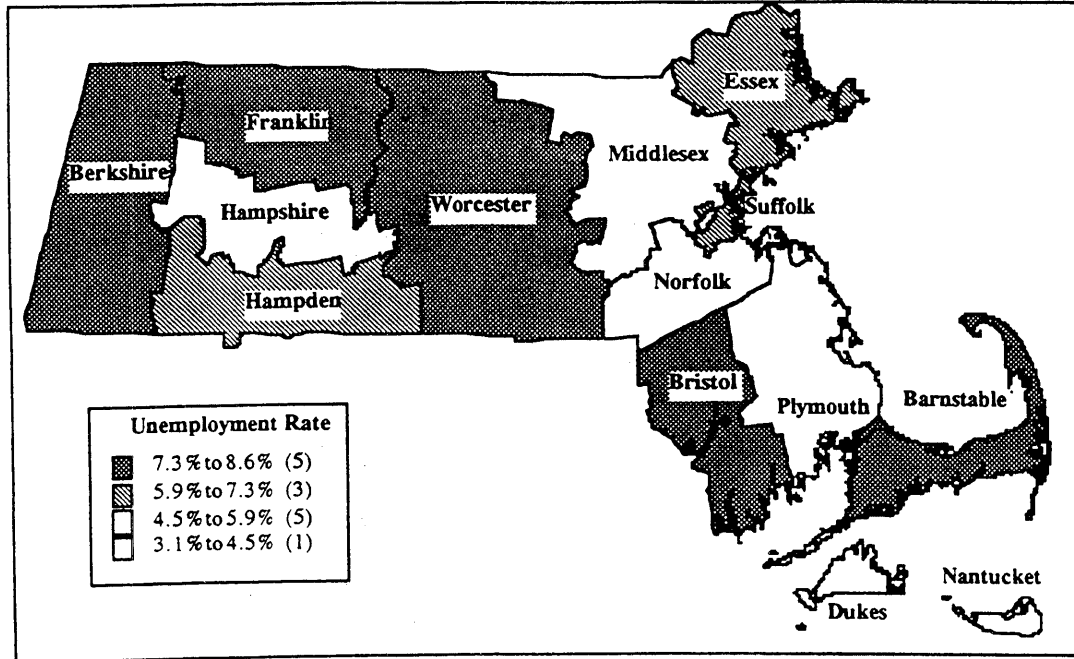 Essex
Franklin
Middlesex
Berkshire
Hampshire
Worcester
Suffolk
Norfolk
Hampden
Bristol
Plymouth
Barnstable
Unemployment Rate
7.3% to 8.6% (5)
5.9% to 7.3% (3)
4.5% to 5.9% (5)
3.1% to 4.5% (1)
Nantucket
Dukes